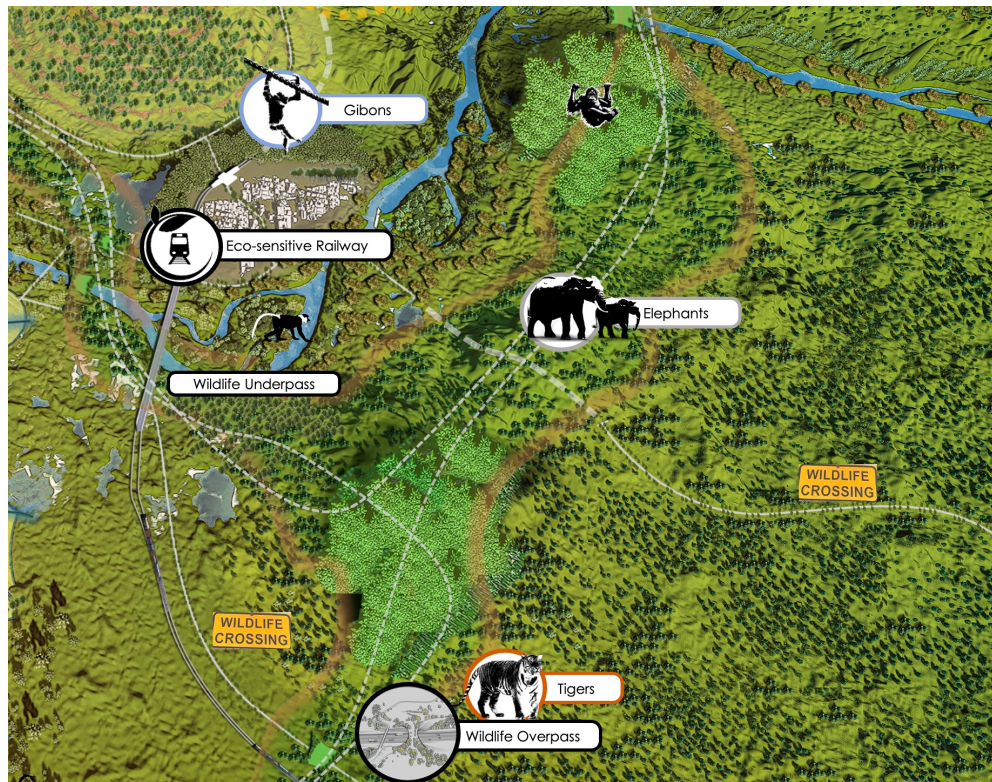 Gibons
Eco-sensitive Railway
Elephants
Wildlife Underpass
WILDLIFE
CROSSING
WILDLIFE
CROSSING
Tigers
Wildlife Overpass